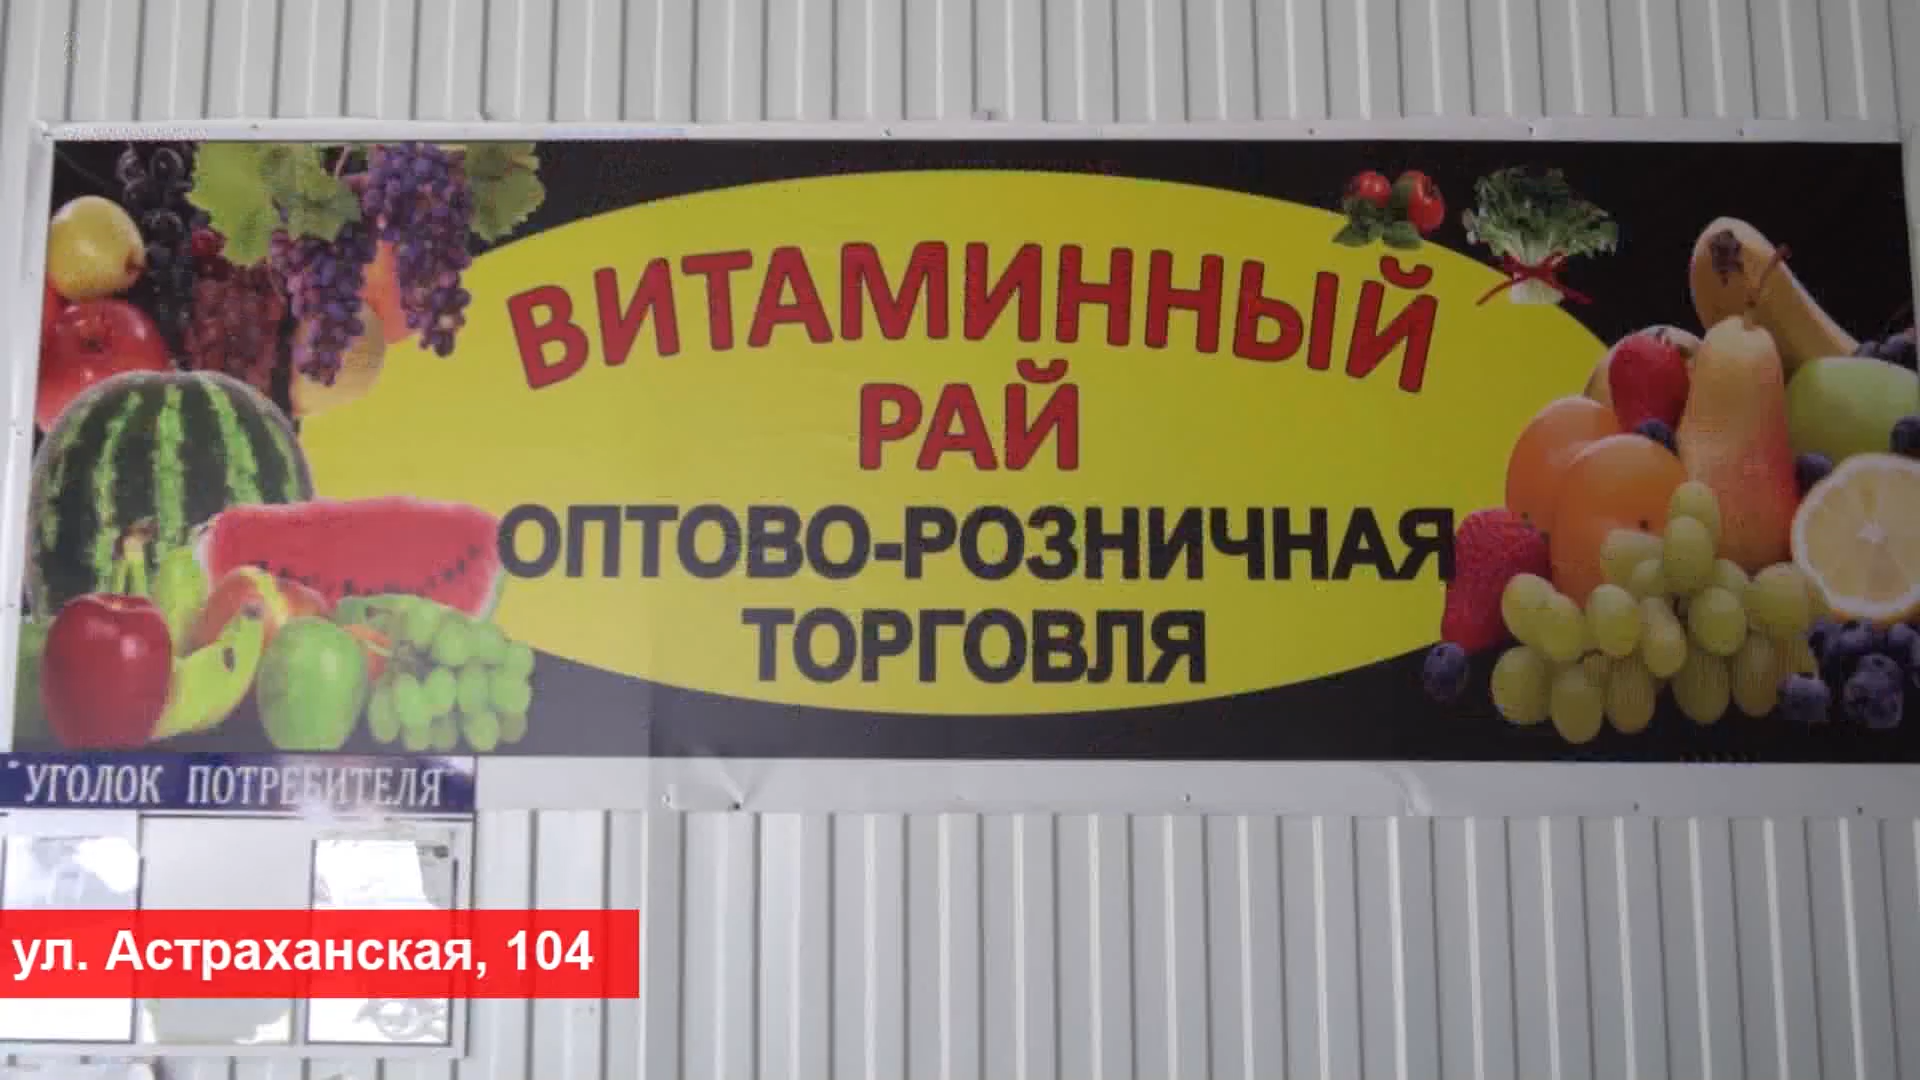 ВИТАМИННЫЙ
РАЙ
ОПТОВО-РОЗНИЧНАЯ
ТОРГОВЛЯ
"УГОЛОК ПОТРЕБИТЕЛЯ"
ул. Астраханская, 104